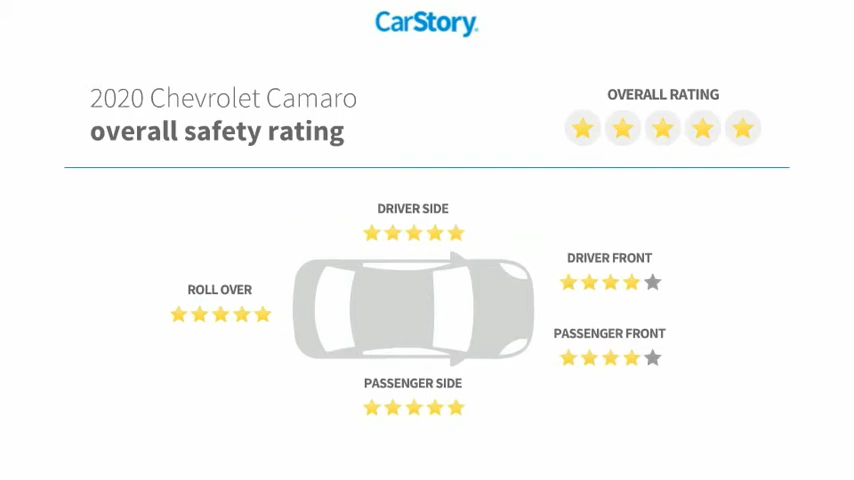 CarStory
2020 Chevrolet Camaro
overall safety rating
OVERALL RATING
DRIVER SIDE
DRIVER FRONT
ROLL OVER
PASSENGER FRONT
PASSENGER SIDE